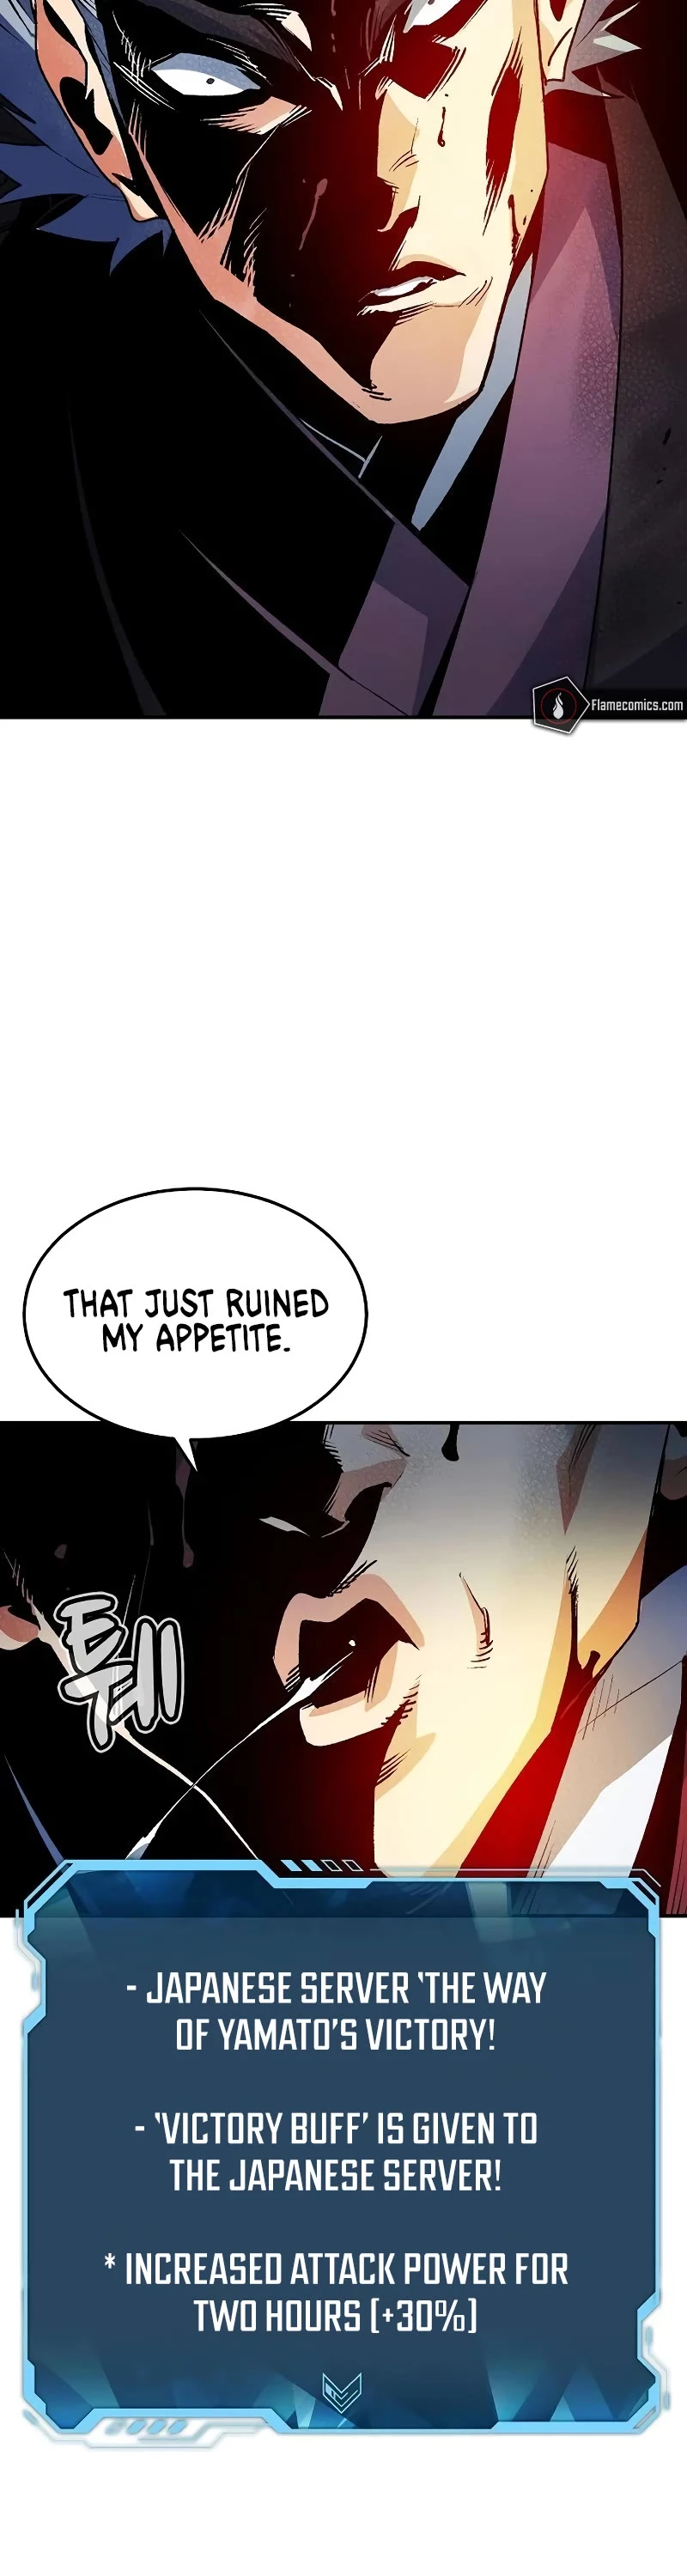 Flamecomics.com
THAT JUST RUINED
MY APPETITE.
퉤
- JAPANESE SERVER 'THE WAY
OF YAMATO'S VICTORY!
- 'VICTORY BUFF' IS GIVEN TO
THE JAPANESE SERVER!
* INCREASED ATTACK POWER FOR
TWO HOURS [+30%]